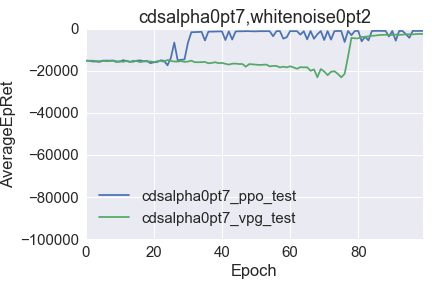 cdsalpha0pt7,whitenoise0pt2
AverageEpRet
0
−20000
−40000
−60000
−80000
−100000
cdsalpha0pt7_ppo_test
cdsalpha0pt7_vpg_test
0 20 40 60 80
Epoch